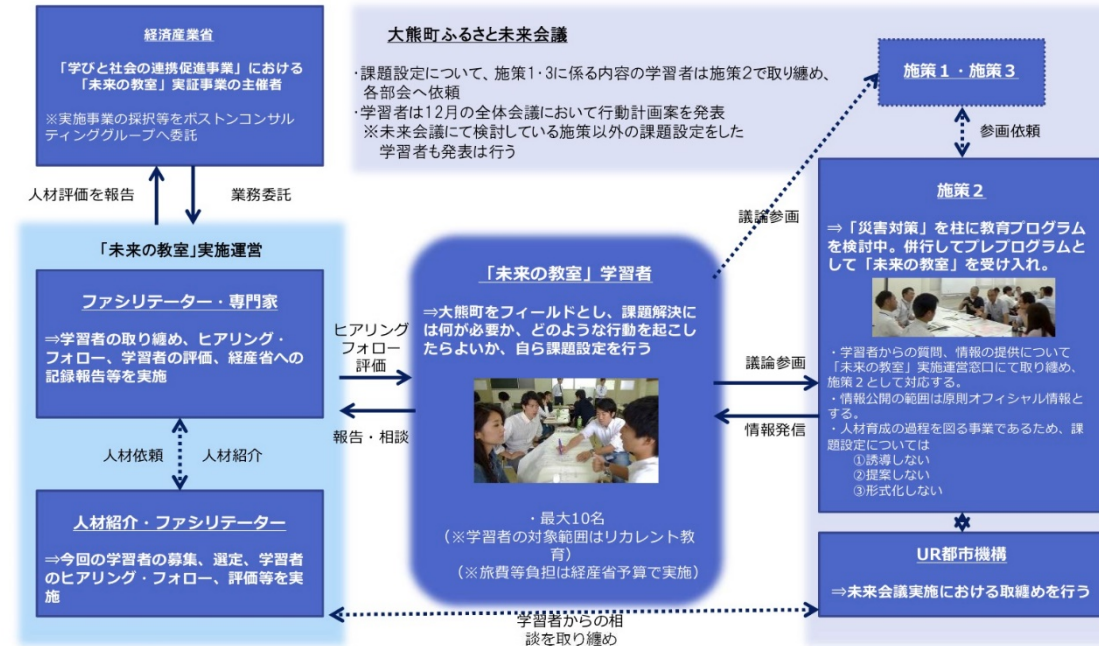 経済産業省
「学びと社会の連携促進事業」における
「未来の教室」実証事業の主催者
※実施事業の採択等をボストンコンサル
ティンググループへ委託
人材評価を報告
業務委託
「未来の教室」実施運営
ファシリテーター・専門家
⇒学習者の取り纏め、ヒアリング・
フォロー、学習者の評価、経産省への
記録報告等を実施
人材依頼
人材紹介
人材紹介・ファシリテーター
⇒今回の学習者の募集、選定、学習者
のヒアリング・フォロー、評価等を実
施
大熊町ふるさと未来会議
・課題設定について、施策1・3に係る内容の学習者は施策2で取り纏め、
各部会へ依頼
・学習者は12月の全体会議において行動計画案を発表
※未来会議にて検討している施策以外の課題設定をした
学習者も発表は行う
ヒアリング
フォロー
評価
報告・相談
「未来の教室」学習者
⇒大熊町をフィールドとし、課題解決に
は何が必要か、どのような行動を起こし
たらよいか、自ら課題設定を行う
・最大10名
（※学習者の対象範囲はリカレント教
育）
（※旅費等負担は経産省予算で実施）
議論参画
議論参画
情報発信
学習者からの相
談を取り纏め
施策１・施策３
参画依頼
施策２
⇒「災害対策」を柱に教育プログラム
を検討中。併行してプレプログラムと
して「未来の教室」を受け入れ。
・学習者からの質問、情報の提供について
「未来の教室」実施運営窓口にて取り纏め、
施策２として対応する。
・情報公開の範囲は原則オフィシャル情報と
する。
・人材育成の過程を図る事業であるため、課
題設定については
①誘導しない
②提案しない
③形式化しない
UR都市機構
⇒未来会議実施における取纏めを行う